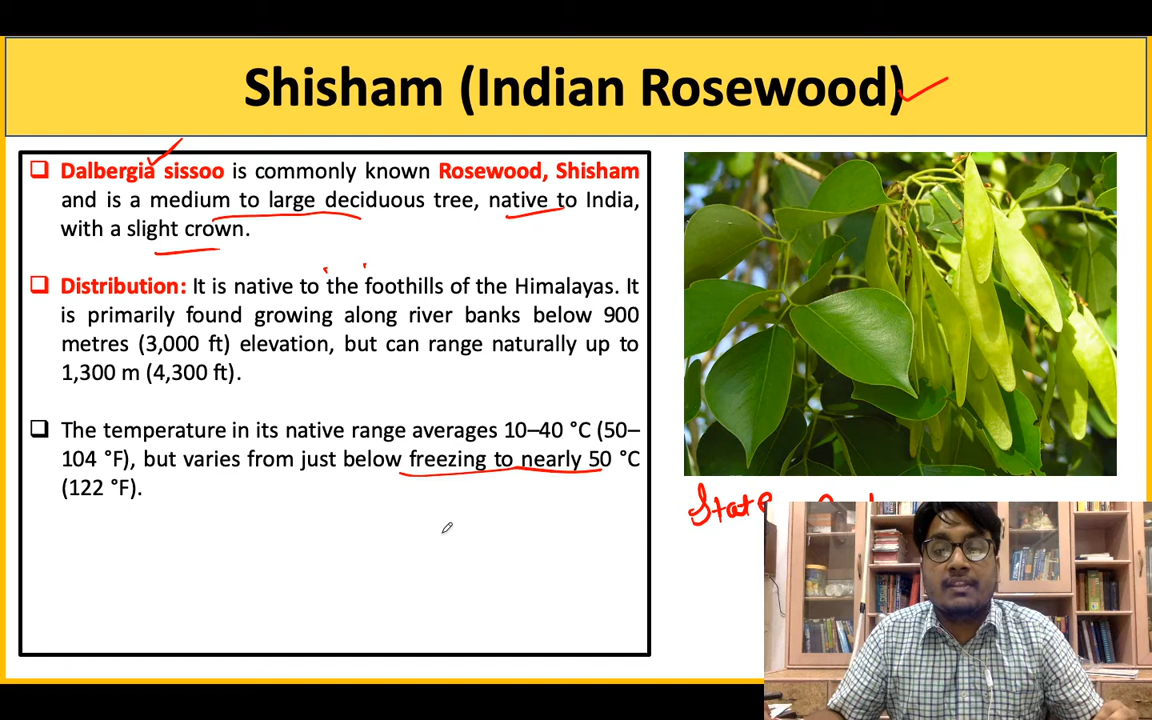 Shisham (Indian Rosewood)
Dalbergia sissoo is commonly known Rosewood, Shisham
and is a medium to large deciduous tree, native to India,
with a slight crown.
Distribution: It is native to the foothills of the Himalayas. It
is primarily found growing along river banks below 900
metres (3,000 ft) elevation, but can range naturally up to
1,300 m (4,300 ft).
The temperature in its native range averages 10–40 °C (50–
104 °F), but varies from just below freezing to nearly 50 °C
(122 °F).
State